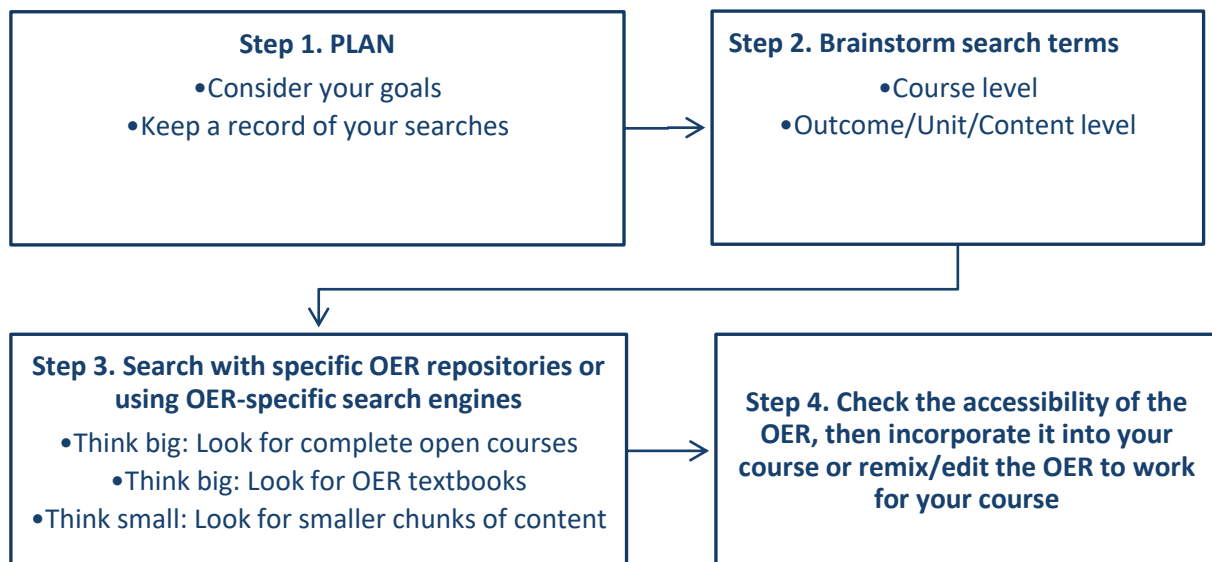 Step 1. PLAN
•Consider your goals
•Keep a record of your searches
Step 2. Brainstorm search terms
•Course level
•Outcome/Unit/Content level
Step 3. Search with specific OER repositories or
using OER-specific search engines
•Think big: Look for complete open courses
•Think big: Look for OER textbooks
•Think small: Look for smaller chunks of content
Step 4. Check the accessibility of the
OER, then incorporate it into your
course or remix/edit the OER to work
for your course